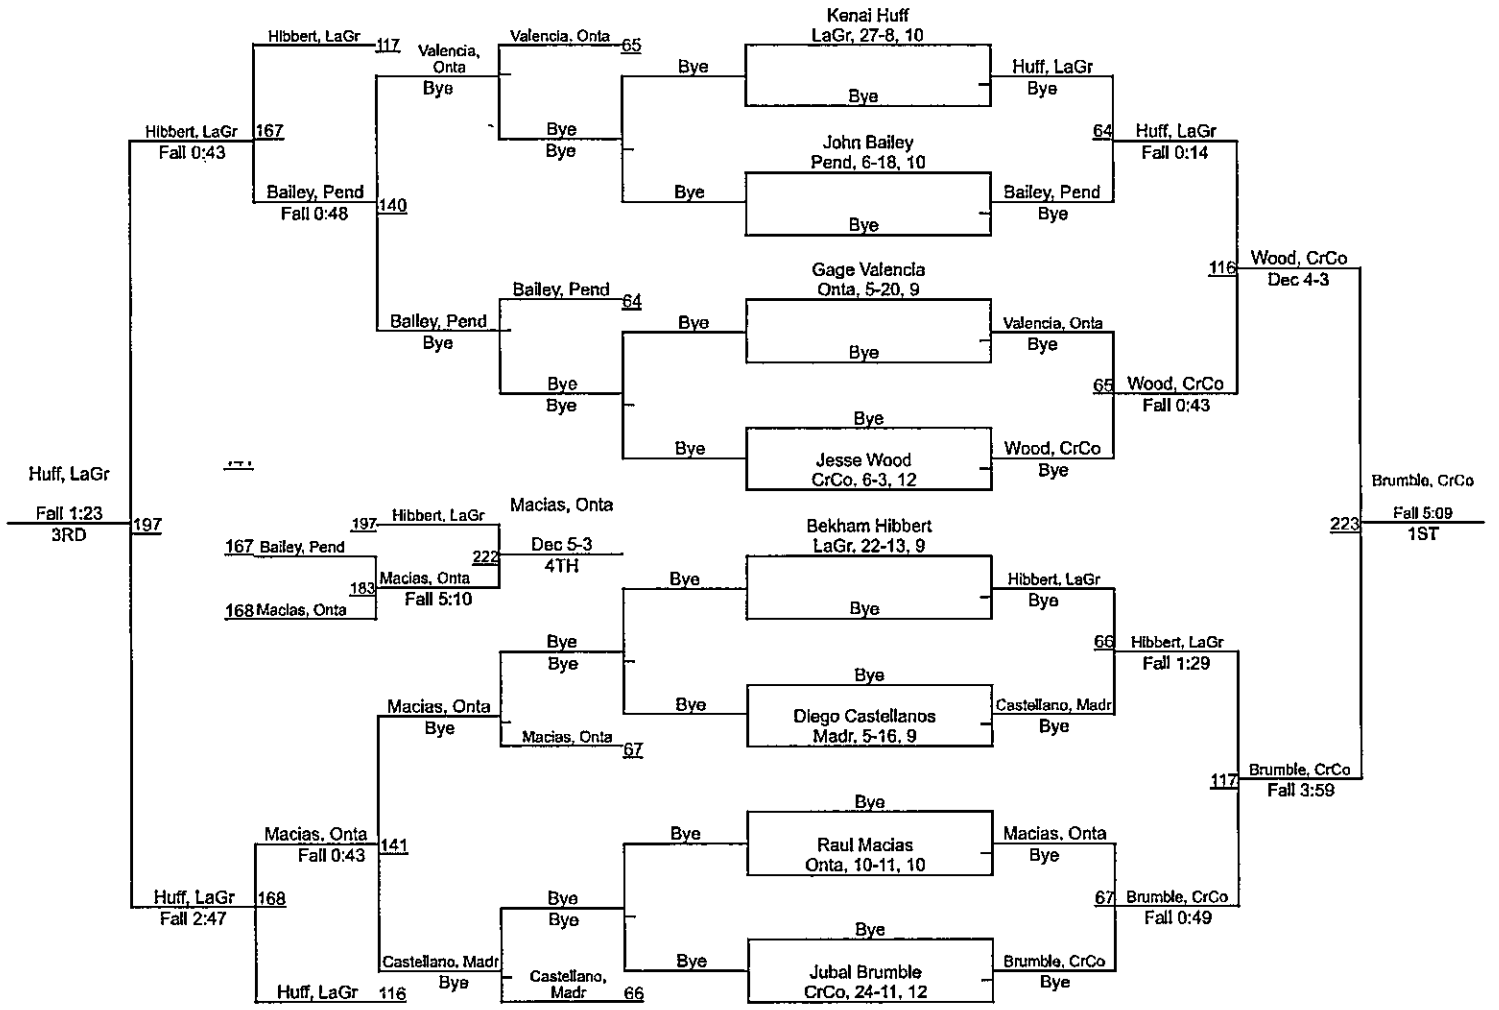 Kenai Huff
LaGr, 27-8, 10
Bye
Huff, LaGr
Bye
John Bailey
Pend, 6-18, 10
Bye
Bailey, Pend
Bye
64
Huff, LaGr
Fall 0:14
Gage Valencia
Onta, 5-20, 9
Bye
Valencia, Onta
Bye
Bye
Jesse Wood
CrCo, 6-3, 12
Wood, CrCo
Bye
65
Wood, CrCo
Fall 0:43
116
Wood, CrCo
Dec 4-3
Bekham Hibbert
LaGr, 22-13, 9
Bye
Hibbert, LaGr
Bye
Bye
Diego Castellanos
Madr, 5-16, 9
Castellano, Madr
Bye
66
Hibbert, LaGr
Fall 1:29
Bye
Raul Macias
Onta, 10-11, 10
Macias, Onta
Bye
Bye
Jubal Brumble
CrCo, 24-11, 12
Brumble, CrCo
Bye
67
Brumble, CrCo
Fall 0:49
117
Brumble, CrCo
Fall 3:59
223
Brumble, CrCo
Fall 5:09
1ST
Bye
Bye
Bye
Bye
Bye
Bye
Bye
Bye
Valencia, Onta
65
Bye
Bye
Valencia,
Onta
Bye
Bailey, Pend
64
Bye
Bye
Bailey, Pend
Bye
140
Bailey, Pend
Fall 0:48
Hibbert, LaGr
117
167
Hibbert, LaGr
Fall 0:43
Bye
Bye
Macias, Onta
67
Macias, Onta
Bye
Bye
Bye
Castellano,
Madr
66
Castellano, Madr
Bye
141
Macias, Onta
Fall 0:43
Huff, LaGr
116
168
Huff, LaGr
Fall 2:47
197
Huff, LaGr
Fall 1:23
3RD
197
Hibbert, LaGr
167
Bailey, Pend
168
Macias, Onta
183
Macias, Onta
Fall 5:10
222
Macias, Onta
Dec 5-3
4TH